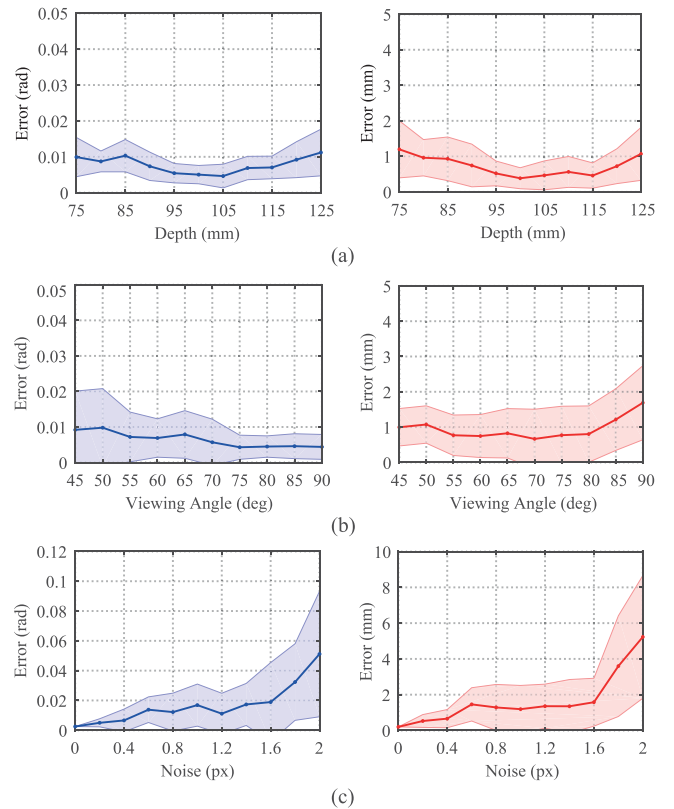 0.05
0.04
0.03
0.02
0.01
0
Error (rad)
75 85 95 105 115 125
Depth (mm)
5
4
3
2
1
0
Error (mm)
75 85 95 105 115 125
Depth (mm)
(a)
0.05
0.04
0.03
0.02
0.01
0
Error (rad)
45 50 55 60 65 70 75 80 85 90
Viewing Angle (deg)
5
4
3
2
1
0
Error (mm)
45 50 55 60 65 70 75 80 85 90
Viewing Angle (deg)
(b)
0.12
0.1
0.08
0.06
0.04
0.02
0
Error (rad)
0 0.4 0.8 1.2 1.6 2
Noise (px)
10
8
6
4
2
0
Error (mm)
0 0.4 0.8 1.2 1.6 2
Noise (px)
(c)